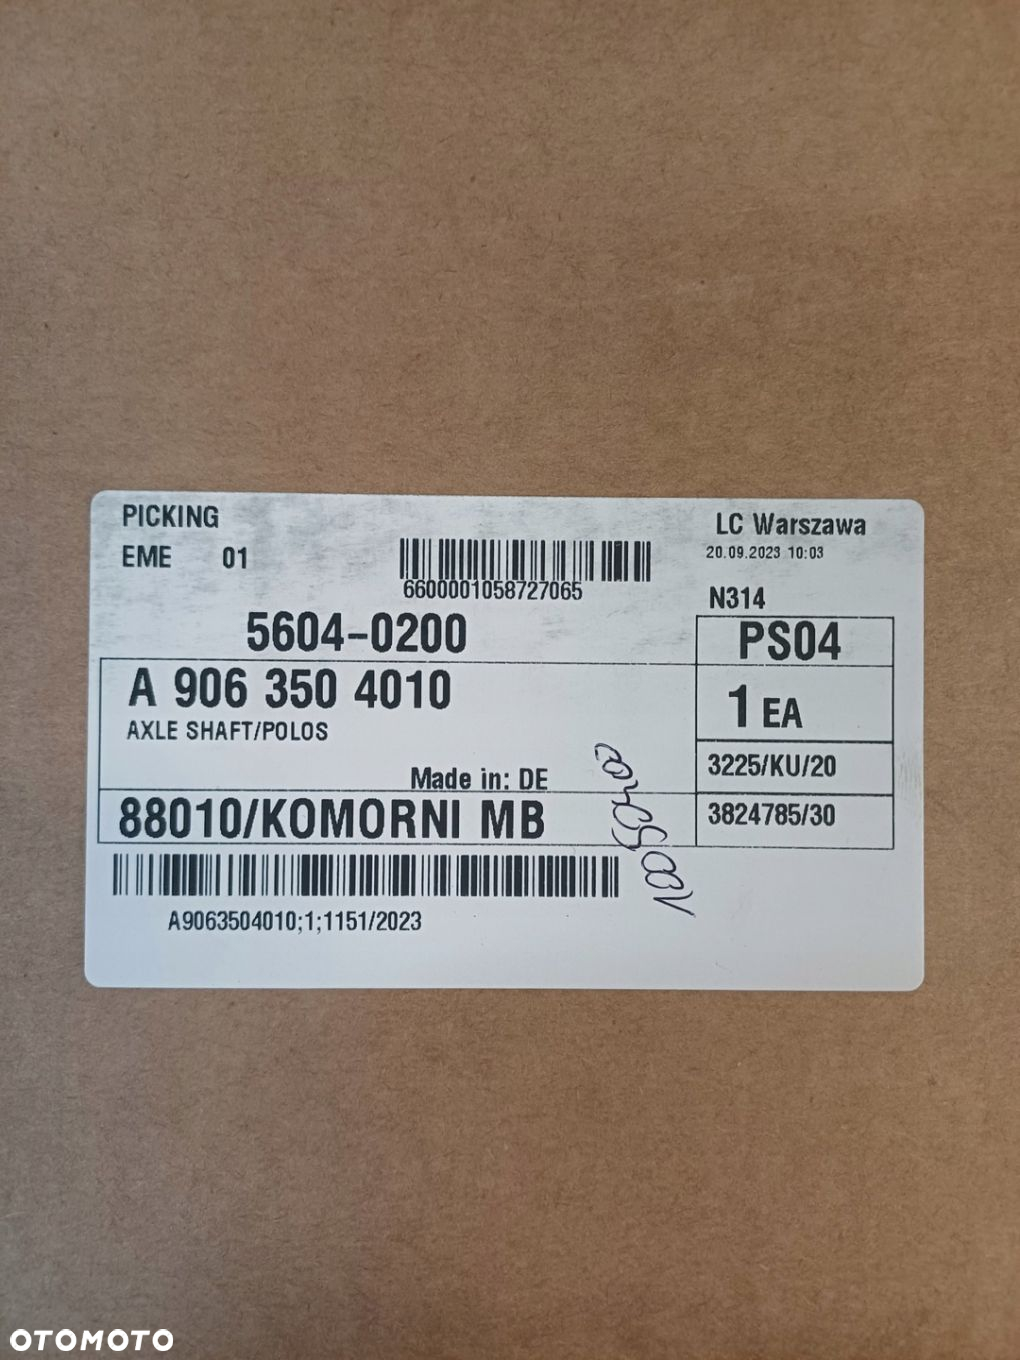 PICKING
EME 01
LC Warszawa
20.09.2023 10:03
6600001058727065
N314
5604-0200
PS04
A 906 350 4010
1 EA
AXLE SHAFT/POLOS
3225/KU/20
Made in: DE
88010/KOMORNI MB
3824785/30
A9063504010;1;1151/2023
OTOMOTO